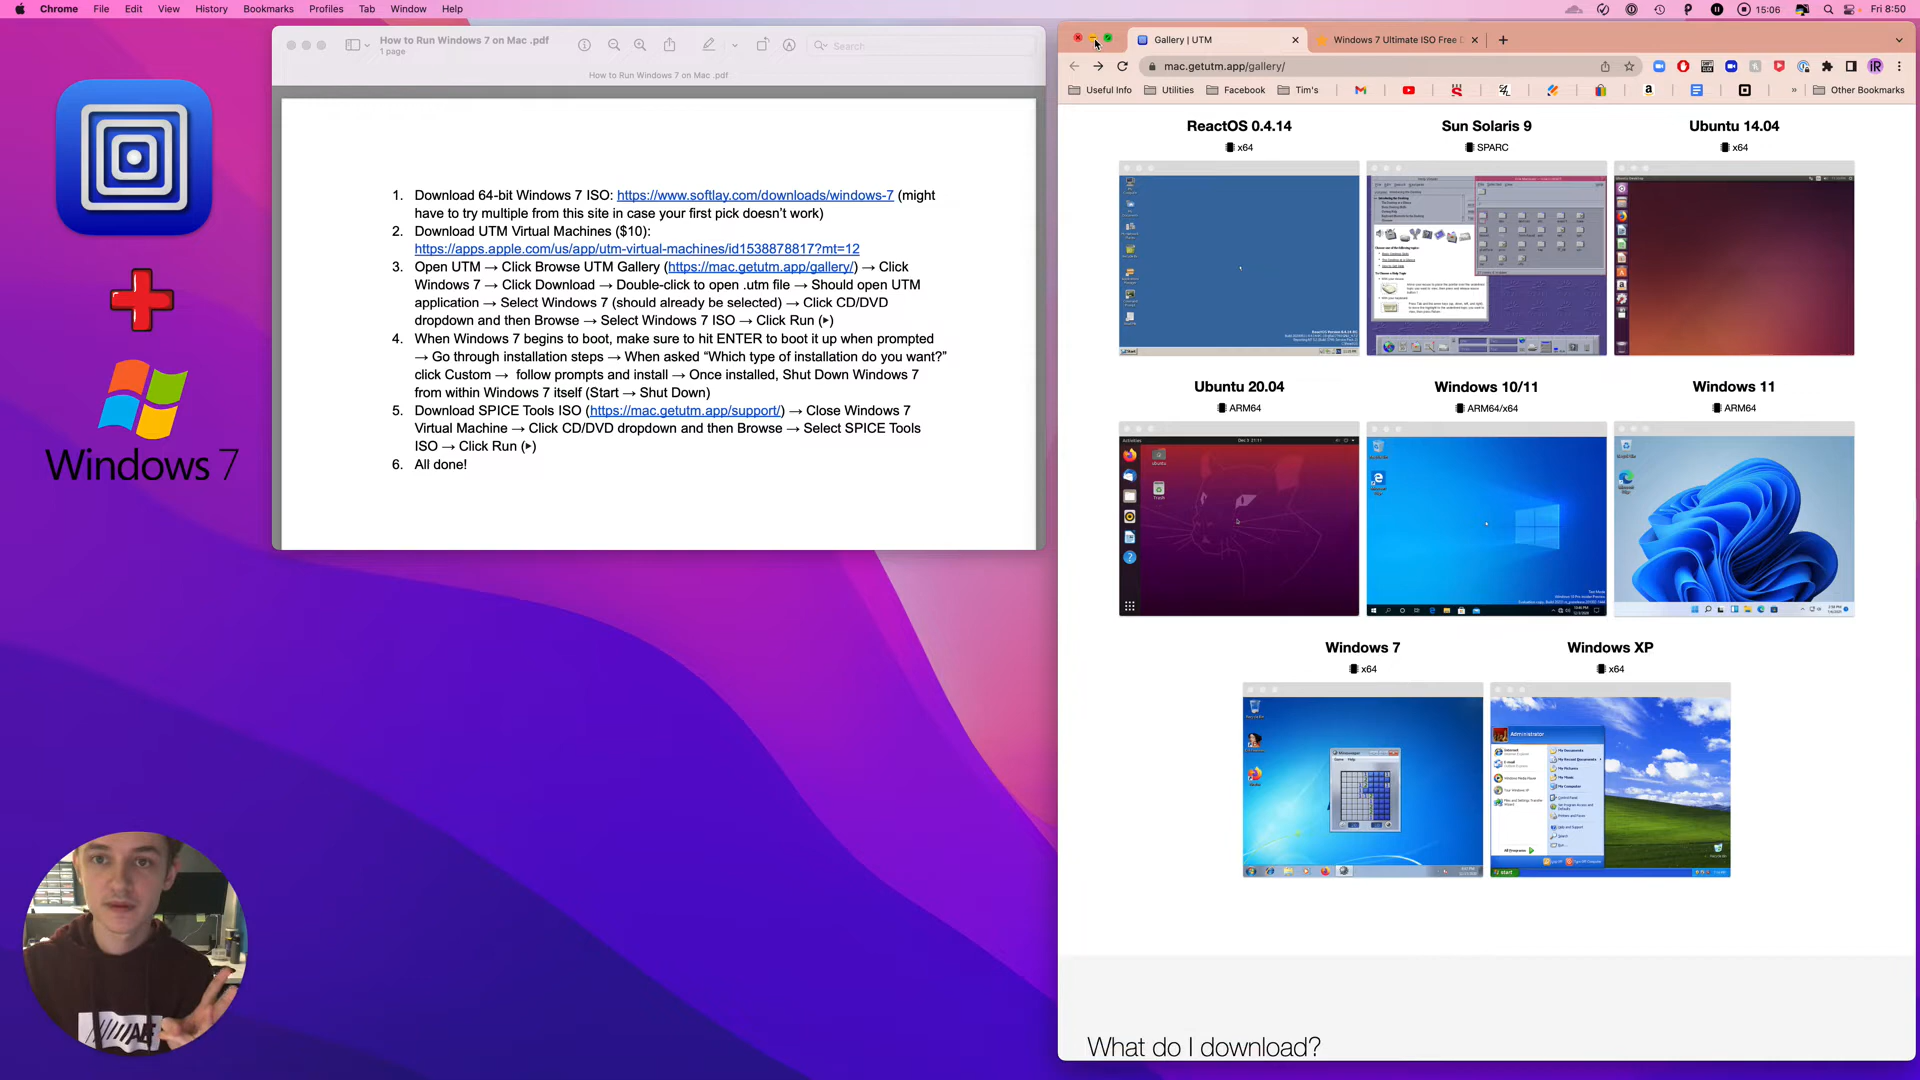 Chrome File Edit View History Bookmarks Profiles Tab Window Help
15:06 Fri 8:50
How to Run Windows 7 on Mac .pdf
1 page
Search
How to Run Windows 7 on Mac .pdf
1. Download 64-bit Windows 7 ISO: https://www.softlay.com/downloads/windows-7 (might
have to try multiple from this site in case your first pick doesn't work)
2. Download UTM Virtual Machines ($10):
https://apps.apple.com/us/app/utm-virtual-machines/id1538878817?mt=12
3. Open UTM → Click Browse UTM Gallery (https://mac.getutm.app/gallery/) → Click
Windows 7 → Click Download → Double-click to open .utm file → Should open UTM
application → Select Windows 7 (should already be selected) → Click CD/DVD
dropdown and then Browse → Select Windows 7 ISO → Click Run (▶)
4. When Windows 7 begins to boot, make sure to hit ENTER to boot it up when prompted
→ Go through installation steps → When asked “Which type of installation do you want?”
click Custom → follow prompts and install → Once installed, Shut Down Windows 7
from within Windows 7 itself (Start → Shut Down)
5. Download SPICE Tools ISO (https://mac.getutm.app/support/) → Close Windows 7
Virtual Machine → Click CD/DVD dropdown and then Browse → Select SPICE Tools
ISO → Click Run (▶)
6. All done!
Windows 7
Gallery | UTM
Windows 7 Ultimate ISO Free D
mac.getutm.app/gallery/
Useful Info Utilities Facebook Tim's » Other Bookmarks
ReactOS 0.4.14
x64
Sun Solaris 9
SPARC
Ubuntu 14.04
x64
Ubuntu 20.04
ARM64
Windows 10/11
ARM64/x64
Windows 11
ARM64
Windows 7
x64
Windows XP
x64
Administrator
start
What do I download?